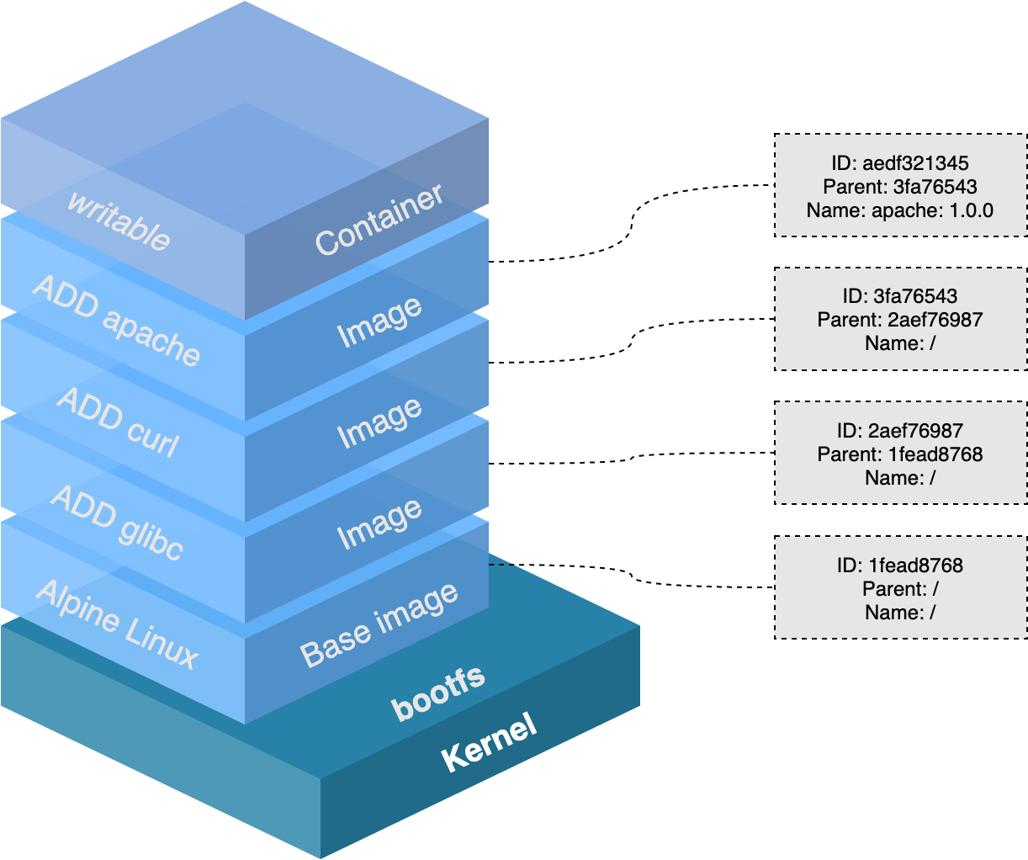 writable
Container
ADD apache
Image
ADD curl
Image
ADD glibc
Image
Alpine Linux
Base image
bootfs
Kernel
ID: aedf321345
Parent: 3fa76543
Name: apache: 1.0.0
ID: 3fa76543
Parent: 2aef76987
Name: /
ID: 2aef76987
Parent: 1fead8768
Name: /
ID: 1fead8768
Parent: /
Name: /